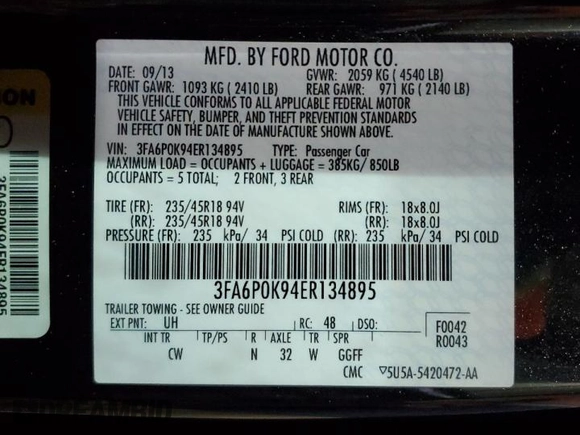 MFD. BY FORD MOTOR CO.
DATE: 09/13 GVWR: 2059 KG ( 4540 LB)
FRONT GAWR: 1093 KG ( 2410 LB) REAR GAWR: 971 KG ( 2140 LB)
THIS VEHICLE CONFORMS TO ALL APPLICABLE FEDERAL MOTOR
VEHICLE SAFETY, BUMPER, AND THEFT PREVENTION STANDARDS
IN EFFECT ON THE DATE OF MANUFACTURE SHOWN ABOVE.
VIN: 3FA6P0K94ER134895 TYPE: Passenger Car
MAXIMUM LOAD = OCCUPANTS + LUGGAGE = 385KG/ 850LB
OCCUPANTS = 5 TOTAL; 2 FRONT, 3 REAR
TIRE (FR): 235/45R18 94V RIMS (FR): 18x8.0J
(RR): 235/45R18 94V (RR): 18x8.0J
PRESSURE (FR): 235 kPa/ 34 PSI COLD (RR): 235 kPa/ 34 PSI COLD
3FA6P0K94ER134895
TRAILER TOWING - SEE OWNER GUIDE
EXT PNT: UH RC: 48 DSO: F0042
R0043
INT TR TP/PS R AXLE TR SPR
CW N 32 W GGFF
CMC ▽5U5A-5420472-AA
3FA6P0K94ER134895